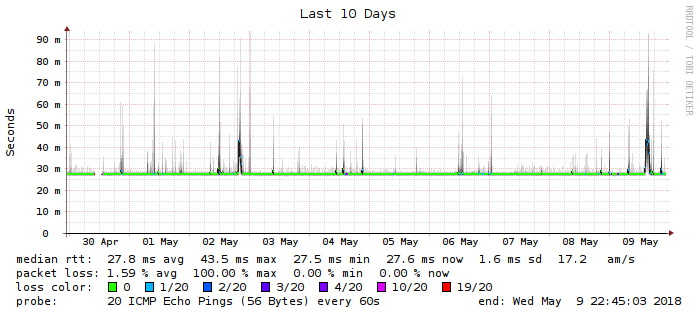 Last 10 Days
RRDTOOL / TOBI OETIKER
Seconds
90 m
80 m
70 m
60 m
50 m
40 m
30 m
20 m
10 m
0
30 Apr 01 May 02 May 03 May 04 May 05 May 06 May 07 May 08 May 09 May
median rtt: 27.8 ms avg 43.5 ms max 27.5 ms min 27.6 ms now 1.6 ms sd 17.2 am/s
packet loss: 1.59 % avg 100.00 % max 0.00 % min 0.00 % now
loss color: 0 1/20 2/20 3/20 4/20 10/20 19/20
probe: 20 ICMP Echo Pings (56 Bytes) every 60s end: Wed May 9 22:45:03 2018